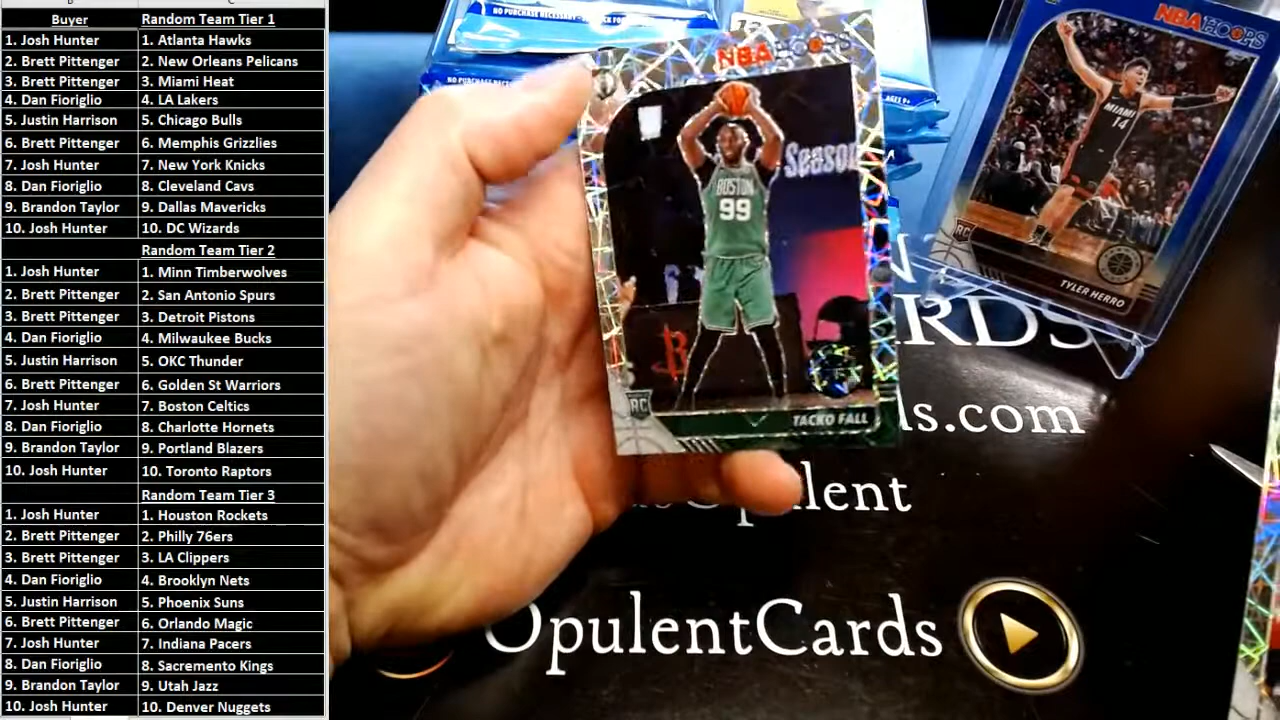 Buyer Random Team Tier 1
1. Josh Hunter 1. Atlanta Hawks
2. Brett Pittenger 2. New Orleans Pelicans
3. Brett Pittenger 3. Miami Heat
4. Dan Fioriglio 4. LA Lakers
5. Justin Harrison 5. Chicago Bulls
6. Brett Pittenger 6. Memphis Grizzlies
7. Josh Hunter 7. New York Knicks
8. Dan Fioriglio 8. Cleveland Cavs
9. Brandon Taylor 9. Dallas Mavericks
10. Josh Hunter 10. DC Wizards
Random Team Tier 2
1. Josh Hunter 1. Minn Timberwolves
2. Brett Pittenger 2. San Antonio Spurs
3. Brett Pittenger 3. Detroit Pistons
4. Dan Fioriglio 4. Milwaukee Bucks
5. Justin Harrison 5. OKC Thunder
6. Brett Pittenger 6. Golden St Warriors
7. Josh Hunter 7. Boston Celtics
8. Dan Fioriglio 8. Charlotte Hornets
9. Brandon Taylor 9. Portland Blazers
10. Josh Hunter 10. Toronto Raptors
Random Team Tier 3
1. Josh Hunter 1. Houston Rockets
2. Brett Pittenger 2. Philly 76ers
3. Brett Pittenger 3. LA Clippers
4. Dan Fioriglio 4. Brooklyn Nets
5. Justin Harrison 5. Phoenix Suns
6. Brett Pittenger 6. Orlando Magic
7. Josh Hunter 7. Indiana Pacers
8. Dan Fioriglio 8. Sacremento Kings
9. Brandon Taylor 9. Utah Jazz
10. Josh Hunter 10. Denver Nuggets
NO PURCHASE NECESSARY
NO PURCHASE
AGES 9+
NBA HOOPS
Season
BOSTON
99
R
RC
TACKO FALL
NBA HOOPS
MIAMI
14
RC
TYLER HERRO
RDS
ds.com
Opulent
OpulentCards